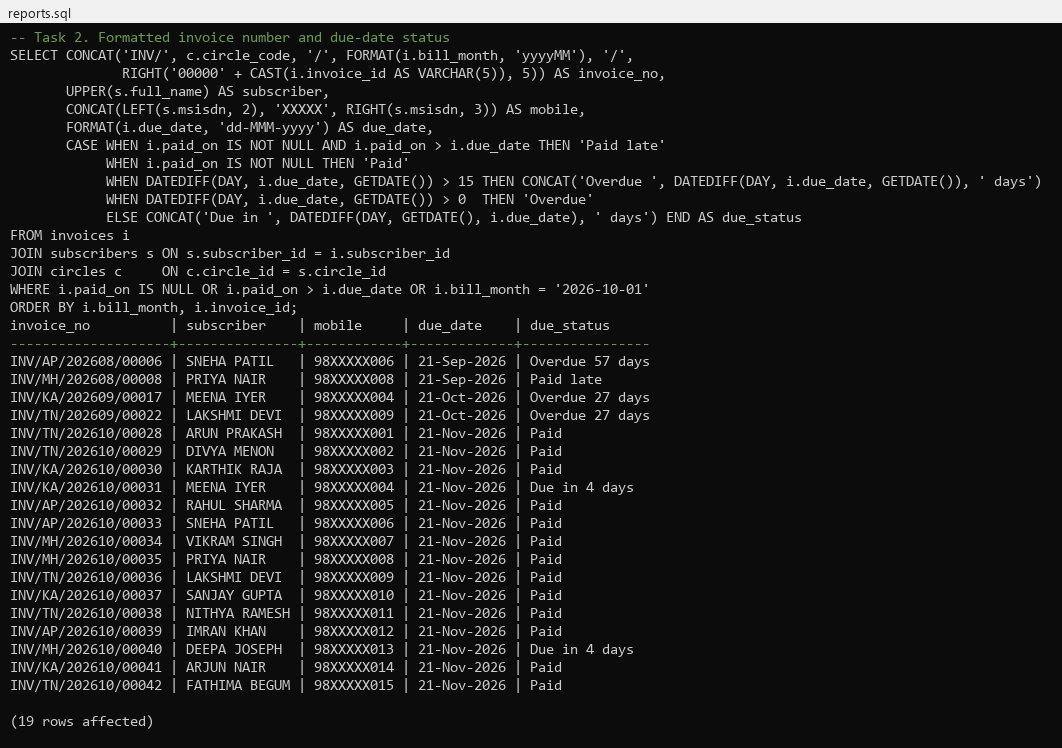 reports.sql
-- Task 2. Formatted invoice number and due-date status
SELECT CONCAT('INV/', c.circle_code, '/', FORMAT(i.bill_month, 'yyyyMM'), '/',
              RIGHT('00000' + CAST(i.invoice_id AS VARCHAR(5)), 5)) AS invoice_no,
       UPPER(s.full_name) AS subscriber,
       CONCAT(LEFT(s.msisdn, 2), 'XXXXX', RIGHT(s.msisdn, 3)) AS mobile,
       FORMAT(i.due_date, 'dd-MMM-yyyy') AS due_date,
       CASE WHEN i.paid_on IS NOT NULL AND i.paid_on > i.due_date THEN 'Paid late'
            WHEN i.paid_on IS NOT NULL THEN 'Paid'
            WHEN DATEDIFF(DAY, i.due_date, GETDATE()) > 15 THEN CONCAT('Overdue ', DATEDIFF(DAY, i.due_date, GETDATE()), ' days')
            WHEN DATEDIFF(DAY, i.due_date, GETDATE()) > 0  THEN 'Overdue'
            ELSE CONCAT('Due in ', DATEDIFF(DAY, GETDATE(), i.due_date), ' days') END AS due_status
FROM invoices i
JOIN subscribers s ON s.subscriber_id = i.subscriber_id
JOIN circles c     ON c.circle_id = s.circle_id
WHERE i.paid_on IS NULL OR i.paid_on > i.due_date OR i.bill_month = '2026-10-01'
ORDER BY i.bill_month, i.invoice_id;
invoice_no          | subscriber    | mobile     | due_date    | due_status
--------------------+---------------+------------+-------------+----------------
INV/AP/202608/00006 | SNEHA PATIL   | 98XXXXX006 | 21-Sep-2026 | Overdue 57 days
INV/MH/202608/00008 | PRIYA NAIR    | 98XXXXX008 | 21-Sep-2026 | Paid late
INV/KA/202609/00017 | MEENA IYER    | 98XXXXX004 | 21-Oct-2026 | Overdue 27 days
INV/TN/202609/00022 | LAKSHMI DEVI  | 98XXXXX009 | 21-Oct-2026 | Overdue 27 days
INV/TN/202610/00028 | ARUN PRAKASH  | 98XXXXX001 | 21-Nov-2026 | Paid
INV/TN/202610/00029 | DIVYA MENON   | 98XXXXX002 | 21-Nov-2026 | Paid
INV/KA/202610/00030 | KARTHIK RAJA  | 98XXXXX003 | 21-Nov-2026 | Paid
INV/KA/202610/00031 | MEENA IYER    | 98XXXXX004 | 21-Nov-2026 | Due in 4 days
INV/AP/202610/00032 | RAHUL SHARMA  | 98XXXXX005 | 21-Nov-2026 | Paid
INV/AP/202610/00033 | SNEHA PATIL   | 98XXXXX006 | 21-Nov-2026 | Paid
INV/MH/202610/00034 | VIKRAM SINGH  | 98XXXXX007 | 21-Nov-2026 | Paid
INV/MH/202610/00035 | PRIYA NAIR    | 98XXXXX008 | 21-Nov-2026 | Paid
INV/TN/202610/00036 | LAKSHMI DEVI  | 98XXXXX009 | 21-Nov-2026 | Paid
INV/KA/202610/00037 | SANJAY GUPTA  | 98XXXXX010 | 21-Nov-2026 | Paid
INV/TN/202610/00038 | NITHYA RAMESH | 98XXXXX011 | 21-Nov-2026 | Paid
INV/AP/202610/00039 | IMRAN KHAN    | 98XXXXX012 | 21-Nov-2026 | Paid
INV/MH/202610/00040 | DEEPA JOSEPH  | 98XXXXX013 | 21-Nov-2026 | Due in 4 days
INV/KA/202610/00041 | ARJUN NAIR    | 98XXXXX014 | 21-Nov-2026 | Paid
INV/TN/202610/00042 | FATHIMA BEGUM | 98XXXXX015 | 21-Nov-2026 | Paid
(19 rows affected)